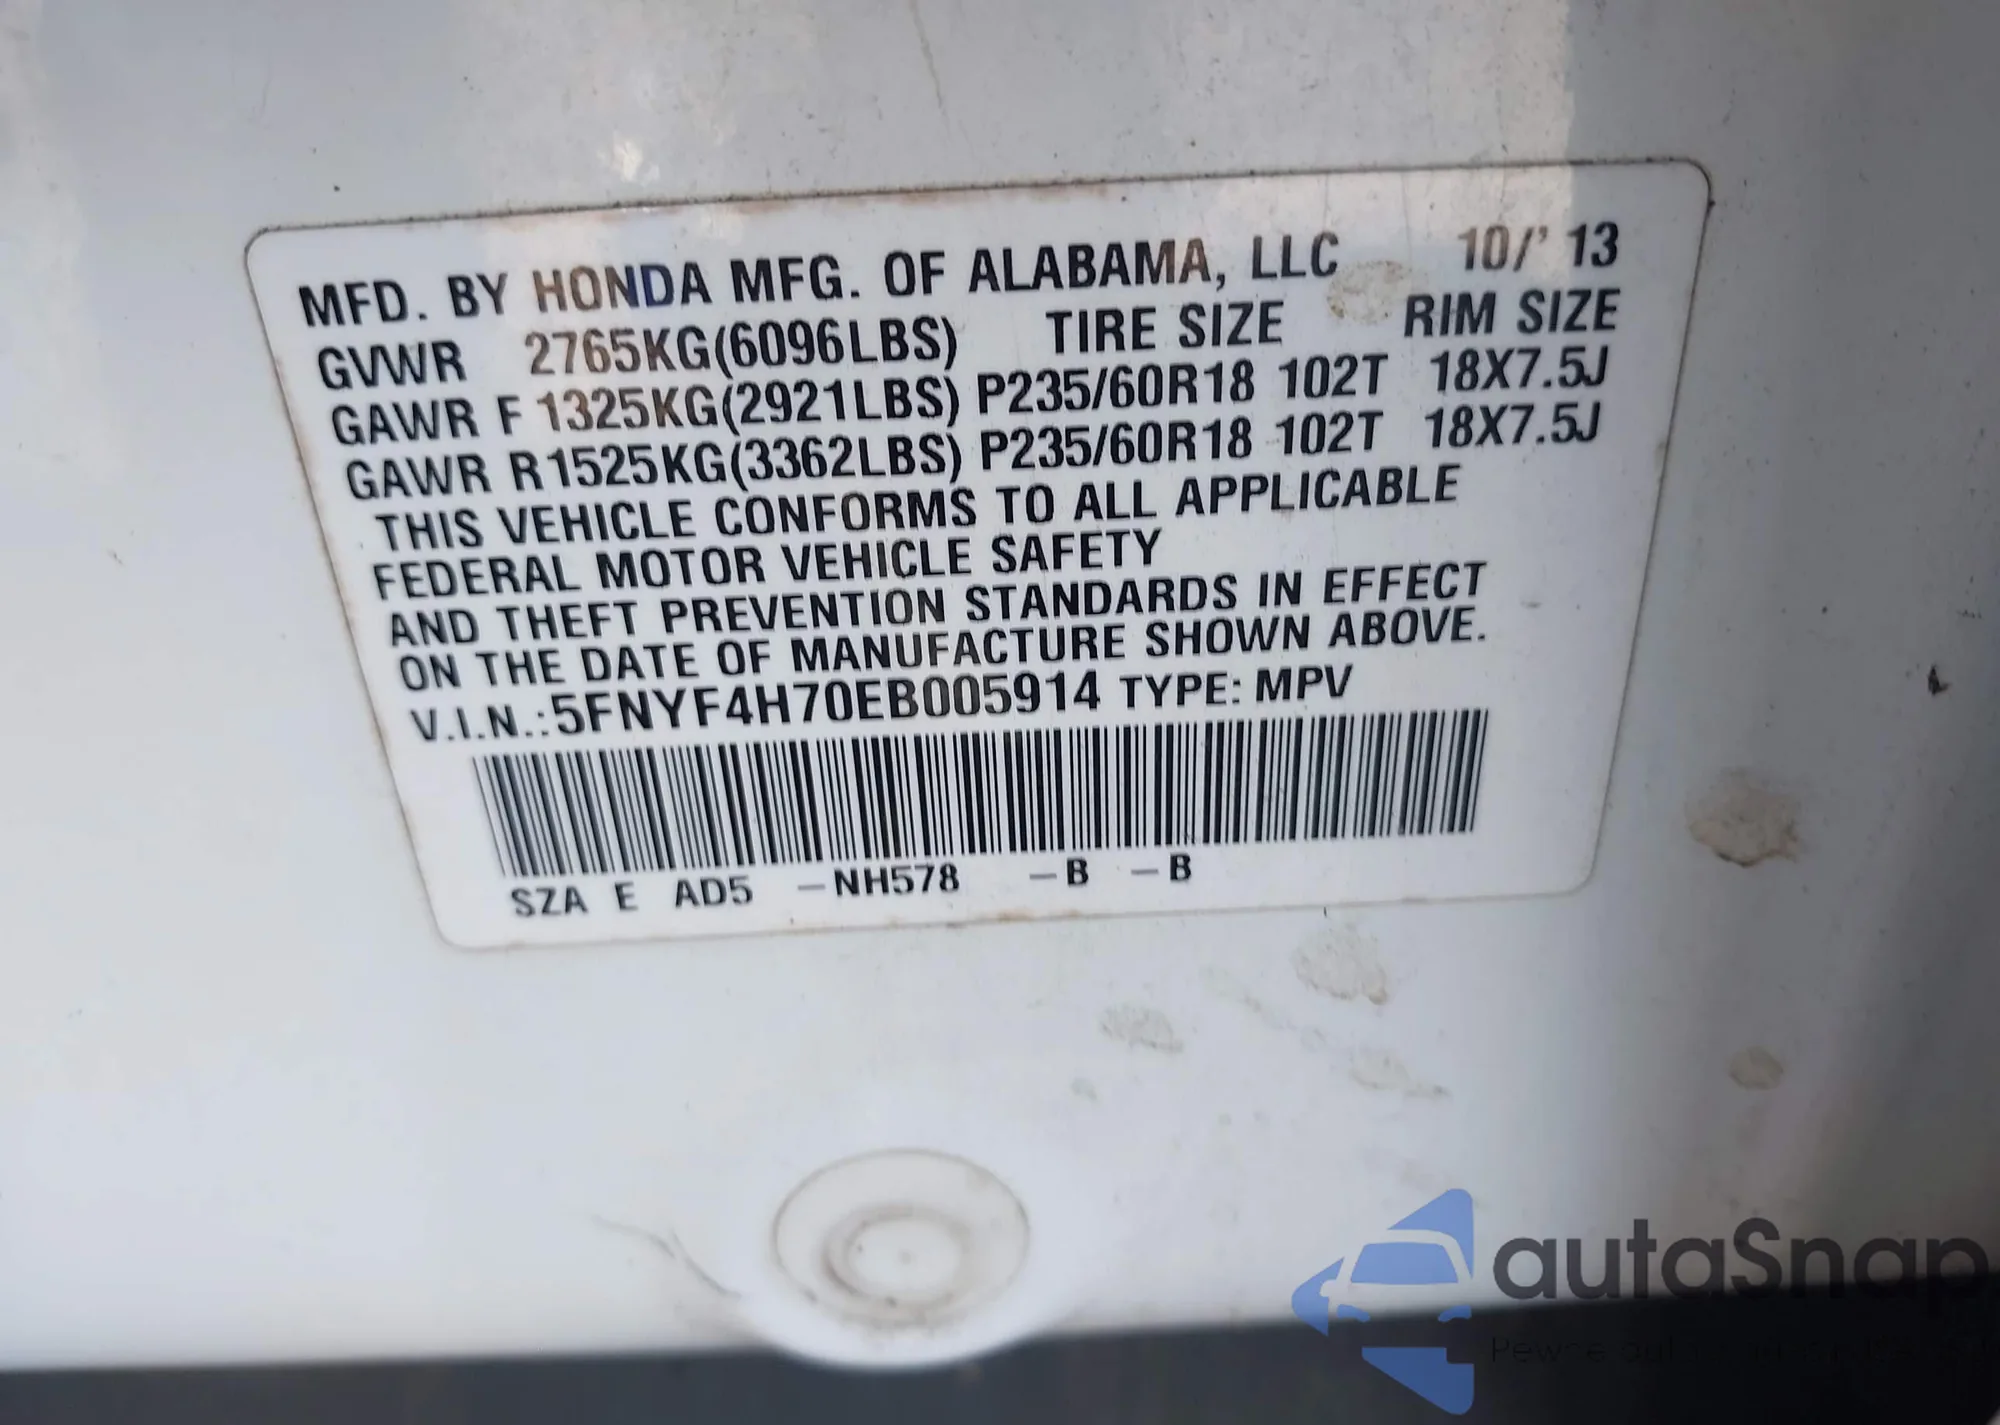 MFD. BY HONDA MFG. OF ALABAMA, LLC 10/' 13
GVWR 2765KG(6096LBS) TIRE SIZE RIM SIZE
GAWR F 1325KG(2921LBS) P235/60R18 102T 18X7.5J
GAWR R 1525KG(3362LBS) P235/60R18 102T 18X7.5J
THIS VEHICLE CONFORMS TO ALL APPLICABLE
FEDERAL MOTOR VEHICLE SAFETY
AND THEFT PREVENTION STANDARDS IN EFFECT
ON THE DATE OF MANUFACTURE SHOWN ABOVE.
V.I.N.:5FNYF4H70EB005914 TYPE: MPV
SZA E AD5 –NH578 –B –B
autaSnap